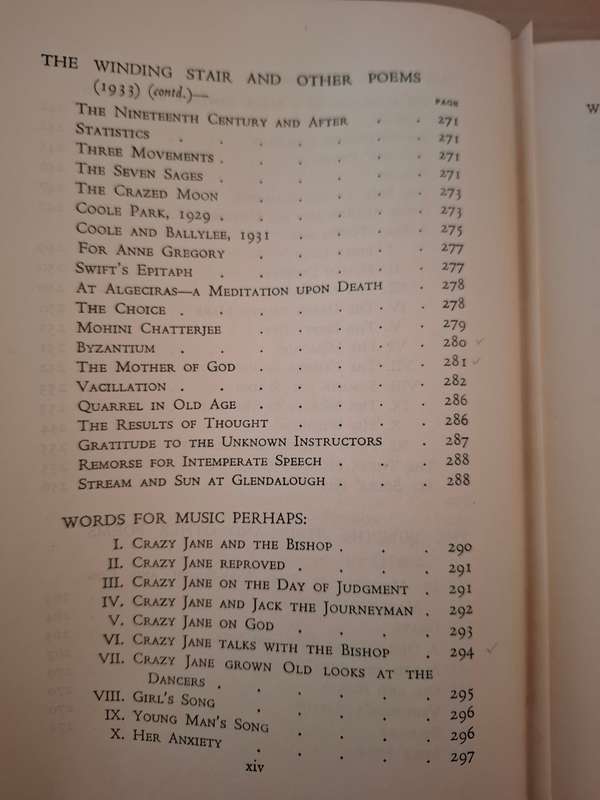 THE WINDING STAIR AND OTHER POEMS
(1933) (contd.)—
PAGE
THE NINETEENTH CENTURY AND AFTER . . 271
STATISTICS . . . . . . 271
THREE MOVEMENTS . . . . . 271
THE SEVEN SAGES . . . . . 271
THE CRAZED MOON . . . . 273
COOLE PARK, 1929 . . . . . 273
COOLE AND BALLYLEE, 1931 . . . . 275
FOR ANNE GREGORY . . . . 277
SWIFT'S EPITAPH . . . . . 277
AT ALGECIRAS—A MEDITATION UPON DEATH . 278
THE CHOICE . . . . . . 278
MOHINI CHATTERJEE . . . . 279
BYZANTIUM . . . . . . 280
THE MOTHER OF GOD . . . . 281
VACILLATION . . . . . . 282
QUARREL IN OLD AGE . . . . 286
THE RESULTS OF THOUGHT . . . 286
GRATITUDE TO THE UNKNOWN INSTRUCTORS . 287
REMORSE FOR INTEMPERATE SPEECH . . . 288
STREAM AND SUN AT GLENDALOUGH . . . 288
WORDS FOR MUSIC PERHAPS:
I. CRAZY JANE AND THE BISHOP . . . 290
II. CRAZY JANE REPROVED . . . . 291
III. CRAZY JANE ON THE DAY OF JUDGMENT . 291
IV. CRAZY JANE AND JACK THE JOURNEYMAN . 292
V. CRAZY JANE ON GOD . . . . 293
VI. CRAZY JANE TALKS WITH THE BISHOP . 294
VII. CRAZY JANE GROWN OLD LOOKS AT THE
DANCERS . . . . . . 295
VIII. GIRL'S SONG . . . . . 296
IX. YOUNG MAN'S SONG . . . . 296
X. HER ANXIETY . . . . . 297
xiv
W